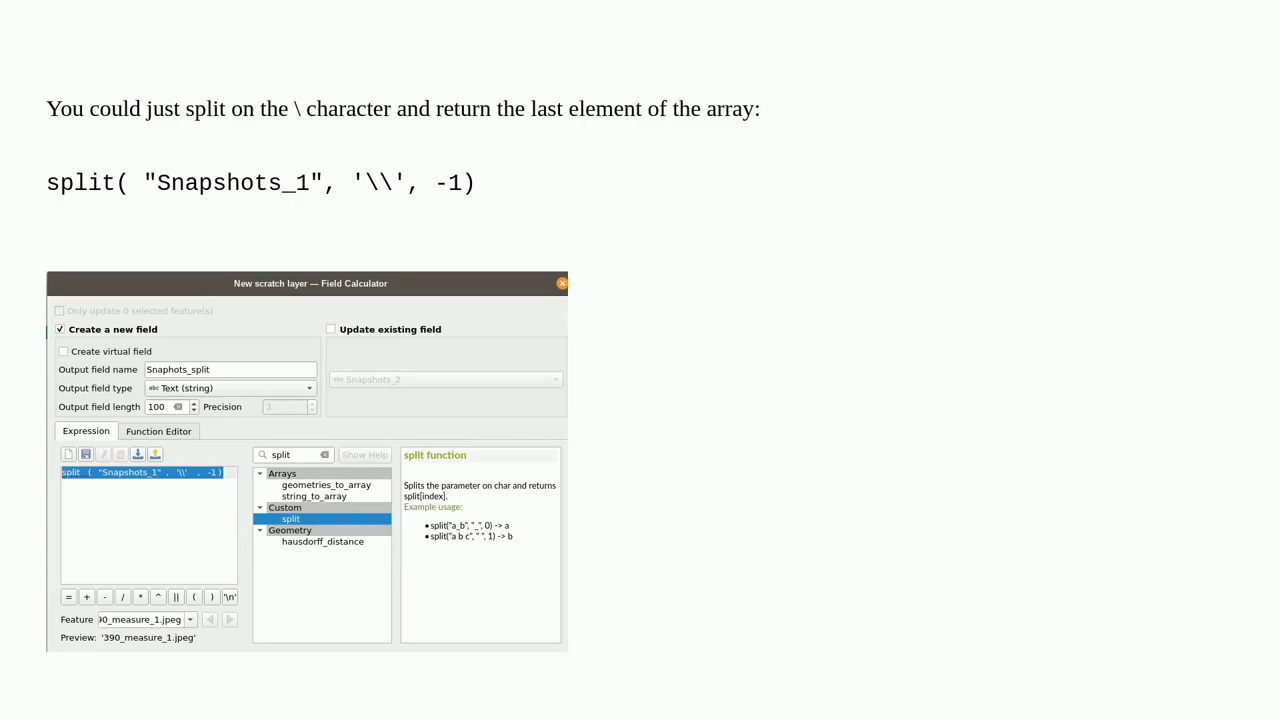 You could just split on the \ character and return the last element of the array:
split( "Snapshots_1", '\\', -1)
New scratch layer — Field Calculator
Only update 0 selected feature(s)
Create a new field
Update existing field
Create virtual field
Output field name Snaphots_split
abc Snapshots_2
Output field type abc Text (string)
Output field length 100 Precision 3
Expression Function Editor
split Show Help
split ( "Snapshots_1" , '\\' , -1)
Arrays
geometries_to_array
string_to_array
Custom
split
Geometry
hausdorff_distance
split function
Splits the parameter on char and returns
split[index].
Example usage:
• split("a_b", "_", 0) -> a
• split("a b c", " ", 1) -> b
= + - / * ^ || ( ) '\n'
Feature 90_measure_1.jpeg
Preview: '390_measure_1.jpeg'